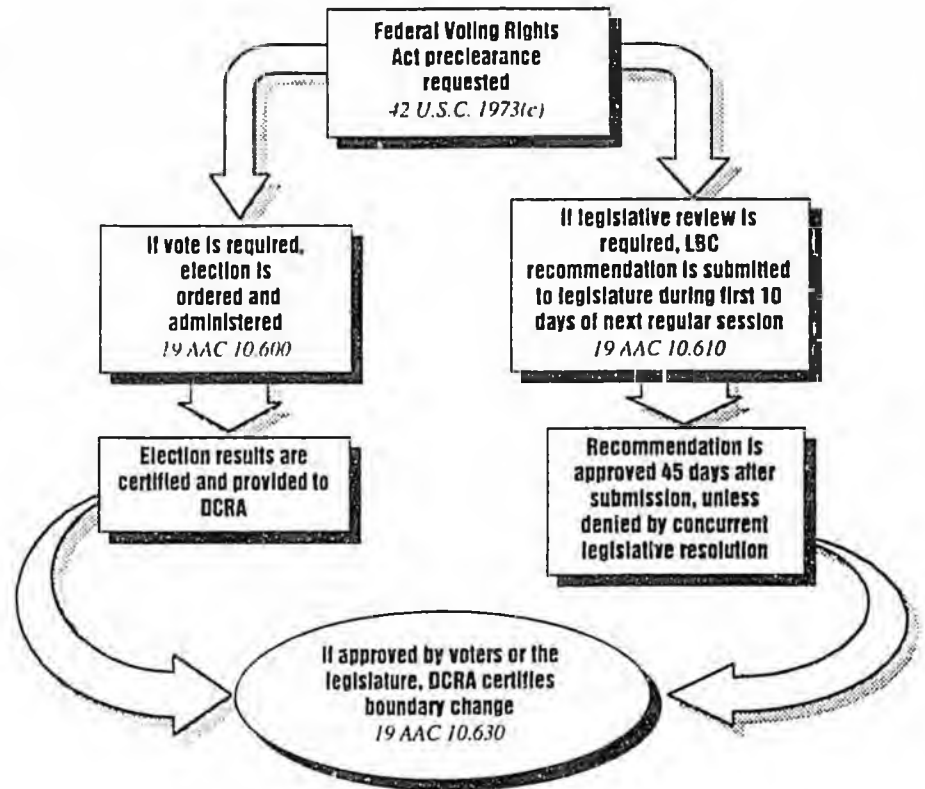 Federal Voting Rights
Act preclearance
requested
42 U.S.C. 1973(c)
If vote is required,
election is
ordered and
administered
19 AAC 10.600
Election results are
certified and provided to
DCRA
If legislative review is
required, LBC
recommendation is submitted
to legislature during first 10
days of next regular session
19 AAC 10.610
Recommendation is
approved 45 days after
submission, unless
denied by concurrent
legislative resolution
If approved by voters or the
legislature, DCRA certifies
boundary change
19 AAC 10.630